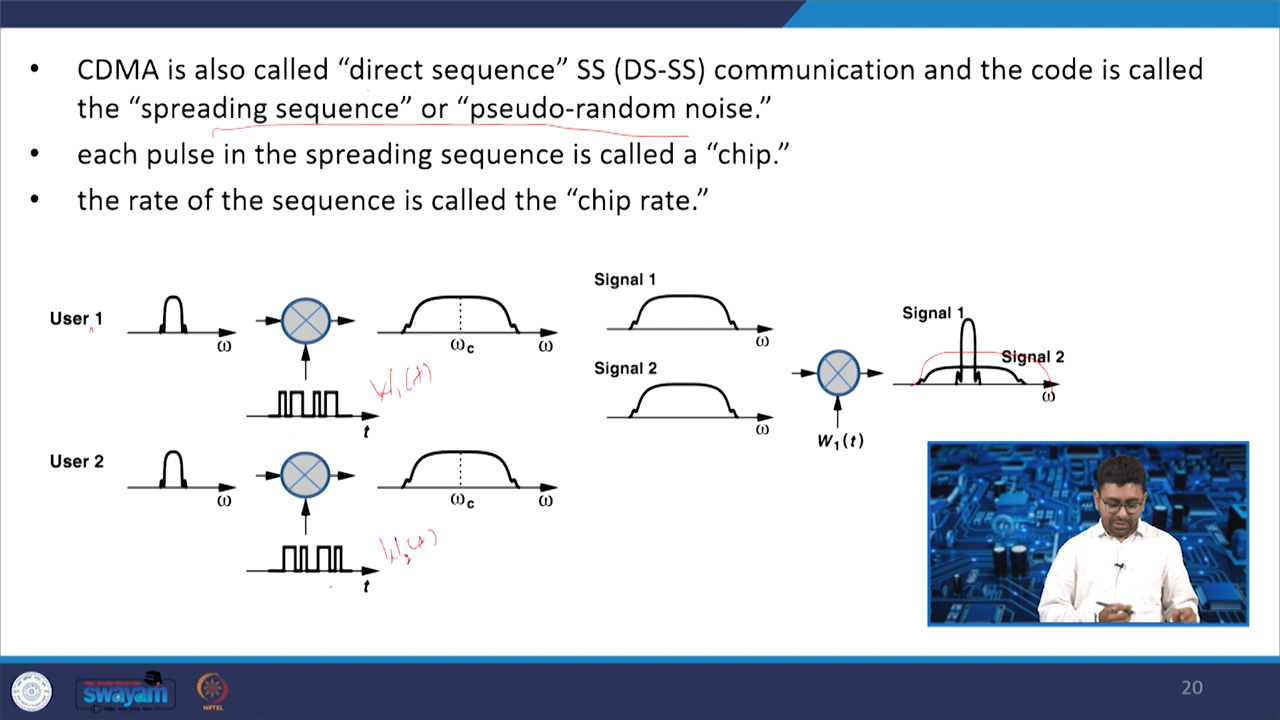 • CDMA is also called “direct sequence” SS (DS-SS) communication and the code is called
the “spreading sequence” or “pseudo-random noise.”
• each pulse in the spreading sequence is called a “chip.”
• the rate of the sequence is called the “chip rate.”
User 1
ω
ωc
ω
W1(t)
t
User 2
ω
ωc
ω
W2(t)
t
Signal 1
ω
Signal 2
ω
W1(t)
Signal 1
Signal 2
ω
swayam
NPTEL
20